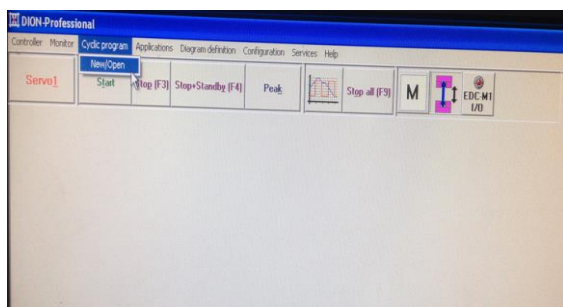 DION-Professional
Controller Monitor Cyclic program Applications Diagram definition Configuration Services Help
New/Open
Servo1 Start Stop (F3) Stop+Standby (F4) Peak Stop all (F9) M EDC-M1
I/O